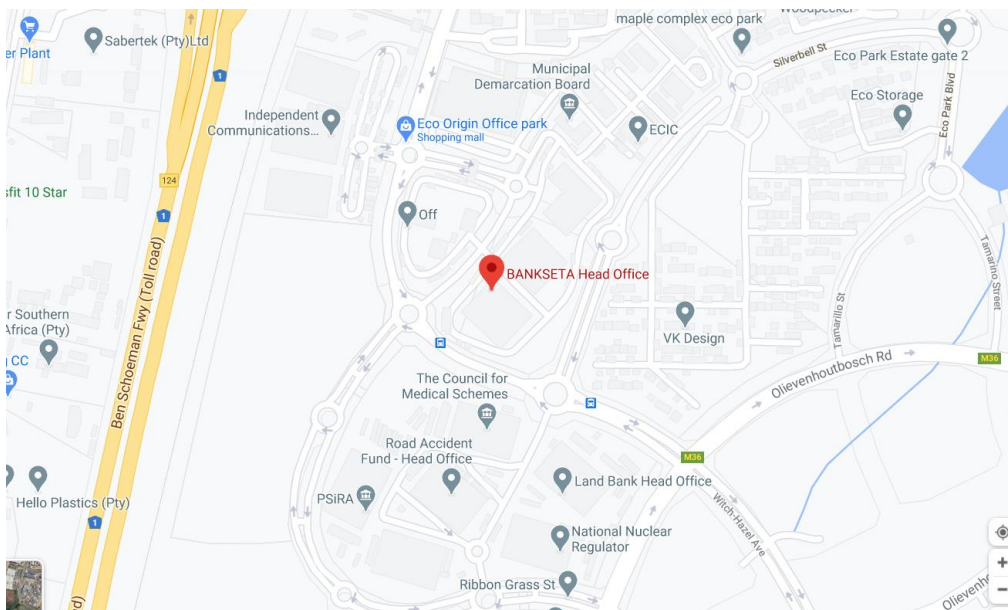 maple complex eco park
Woodpecker
Sabertek (Pty)Ltd
er Plant
Silverbell St
Eco Park Estate gate 2
1
Municipal
Demarcation Board
Eco Storage
Eco Park Blvd
Independent
Communications...
Eco Origin Office park
Shopping mall
ECIC
124
sfit 10 Star
1
Off
Ben Schoeman Fwy (Toll road)
Tamarino Street
BANKSETA Head Office
r Southern
Africa (Pty)
Tamarillo St
VK Design
CC
Olievenhoutbosch Rd
M36
The Council for
Medical Schemes
Road Accident
Fund - Head Office
M36
Land Bank Head Office
PSiRA
Hello Plastics (Pty)
1
Witch-Hazel Ave
National Nuclear
Regulator
Ribbon Grass St
Olievenho